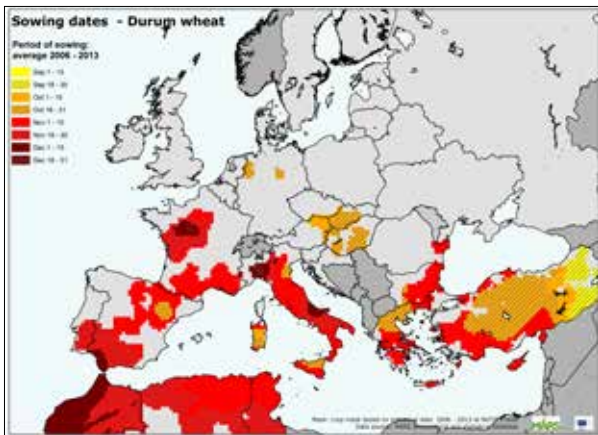 Sowing dates - Durum wheat
Period of sowing:
average 2006 - 2013
Sep 1 - 15
Sep 16 - 30
Oct 1 - 15
Oct 16 - 31
Nov 1 - 15
Nov 16 - 30
Dec 1 - 15
Dec 16 - 31
MARS